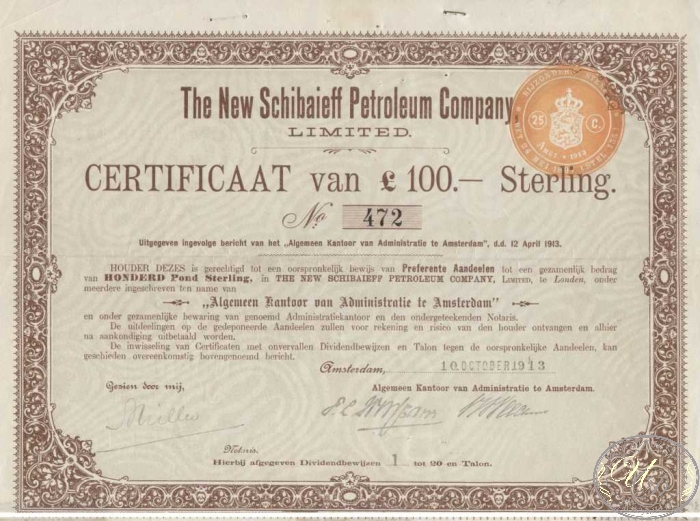 The New Schibaieff Petroleum Company
LIMITED.
CERTIFICAAT van £ 100.— Sterling.
No. 472
Uitgegeven ingevolge bericht van het „Algemeen Kantoor van Administratie te Amsterdam", d.d. 12 April 1913.
HOUDER DEZES is gerechtigd tot een oorspronkelijk bewijs van Preferente Aandeelen tot een gezamenlijk bedrag
van HONDERD Pond Sterling, in THE NEW SCHIBAIEFF PETROLEUM COMPANY, LIMITED, te Londen, onder
meerdere ingeschreven ten name van
„Algemeen Kantoor van Administratie te Amsterdam"
en onder gezamenlijke bewaring van genoemd Administratiekantoor en den ondergeteekenden Notaris.
De uitdeelingen op de gedeponeerde Aandeelen zullen voor rekening en risico van den houder ontvangen en alhier
na aankondiging uitbetaald worden.
De inwisseling van Certificaten met onvervallen Dividendbewijzen en Talon tegen de oorspronkelijke Aandeelen, kan
geschieden overeenkomstig bovengenoemd bericht.
Amsterdam, 10 OCTOBER 1913
Gezien door mij,
Algemeen Kantoor van Administratie te Amsterdam.
Notaris.
Hierbij afgegeven Dividendbewijzen 1 tot 20 en Talon.
25 C.